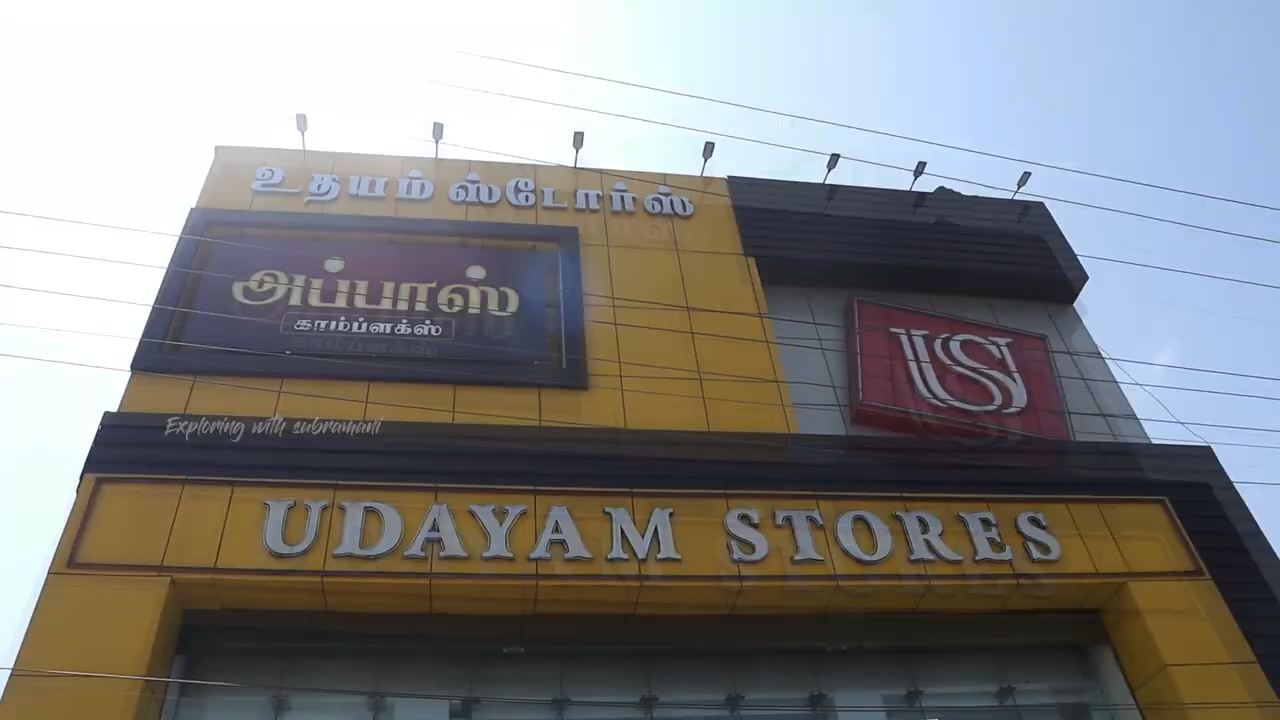 உதயம் ஸ்டோர்ஸ்
அப்பாஸ்
காம்ப்ளக்ஸ்
US
Exploring with subramani
UDAYAM STORES